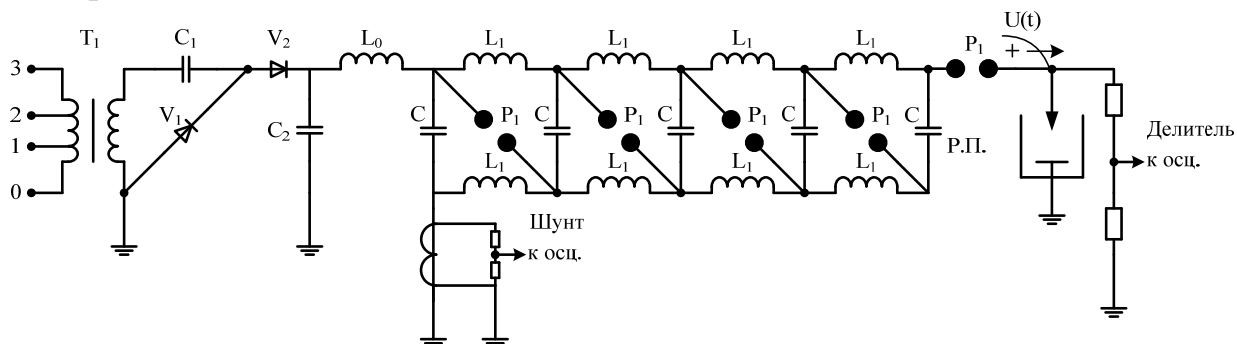 T₁ C₁ V₂ L₀ L₁ L₁ L₁ L₁ P₁ U(t)
+
3
2
1
0
V₁
C₂
C P₁ C P₁ C P₁ C P₁ C
L₁ L₁ L₁ L₁ Р.П.
Делитель
к осц.
Шунт
к осц.